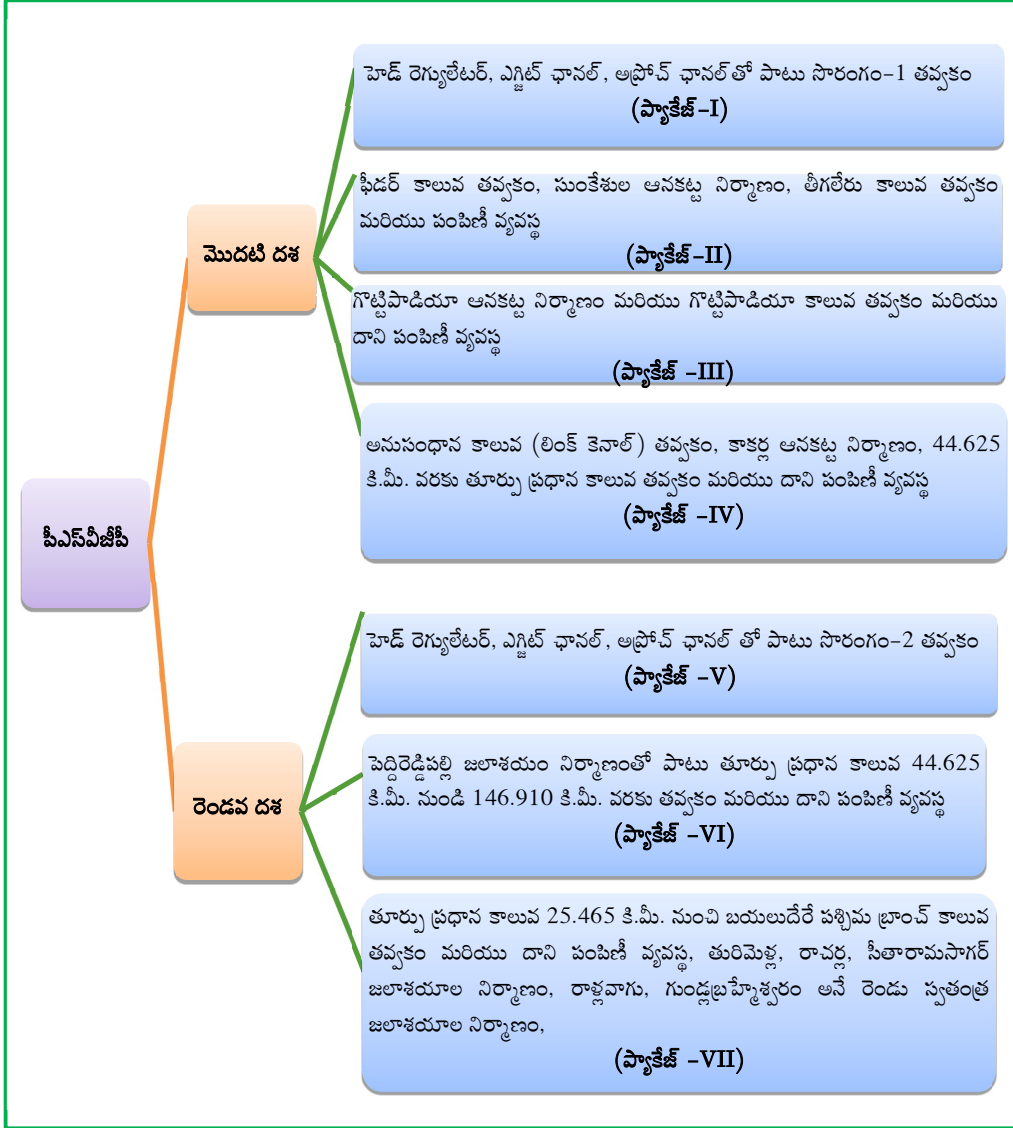 పీఎస్‌వీజీపీ
మొదటి దశ
హెడ్ రెగ్యులేటర్, ఎగ్జిట్ ఛానల్, అప్రోచ్ ఛానల్‌తో పాటు సొరంగం-1 తవ్వకం
(ప్యాకేజ్-I)
ఫీడర్ కాలువ తవ్వకం, సుంకేశుల ఆనకట్ట నిర్మాణం, తీగలేరు కాలువ తవ్వకం
మరియు పంపిణీ వ్యవస్థ
(ప్యాకేజ్-II)
గొట్టిపాడియా ఆనకట్ట నిర్మాణం మరియు గొట్టిపాడియా కాలువ తవ్వకం మరియు
దాని పంపిణీ వ్యవస్థ
(ప్యాకేజ్ -III)
అనుసంధాన కాలువ (లింక్ కెనాల్) తవ్వకం, కాకర్ల ఆనకట్ట నిర్మాణం, 44.625
కి.మీ. వరకు తూర్పు ప్రధాన కాలువ తవ్వకం మరియు దాని పంపిణీ వ్యవస్థ
(ప్యాకేజ్ -IV)
రెండవ దశ
హెడ్ రెగ్యులేటర్, ఎగ్జిట్ ఛానల్, అప్రోచ్ ఛానల్ తో పాటు సొరంగం-2 తవ్వకం
(ప్యాకేజ్ -V)
పెద్దిరెడ్డిపల్లి జలాశయం నిర్మాణంతో పాటు తూర్పు ప్రధాన కాలువ 44.625
కి.మీ. నుండి 146.910 కి.మీ. వరకు తవ్వకం మరియు దాని పంపిణీ వ్యవస్థ
(ప్యాకేజ్ -VI)
తూర్పు ప్రధాన కాలువ 25.465 కి.మీ. నుంచి బయలుదేరే పశ్చిమ బ్రాంచ్ కాలువ
తవ్వకం మరియు దాని పంపిణీ వ్యవస్థ, తురిమెళ్ల, రాచర్ల, సీతారామసాగర్
జలాశయాల నిర్మాణం, రాళ్లవాగు, గుండ్లబ్రహ్మేశ్వరం అనే రెండు స్వతంత్ర
జలాశయాల నిర్మాణం,
(ప్యాకేజ్ -VII)